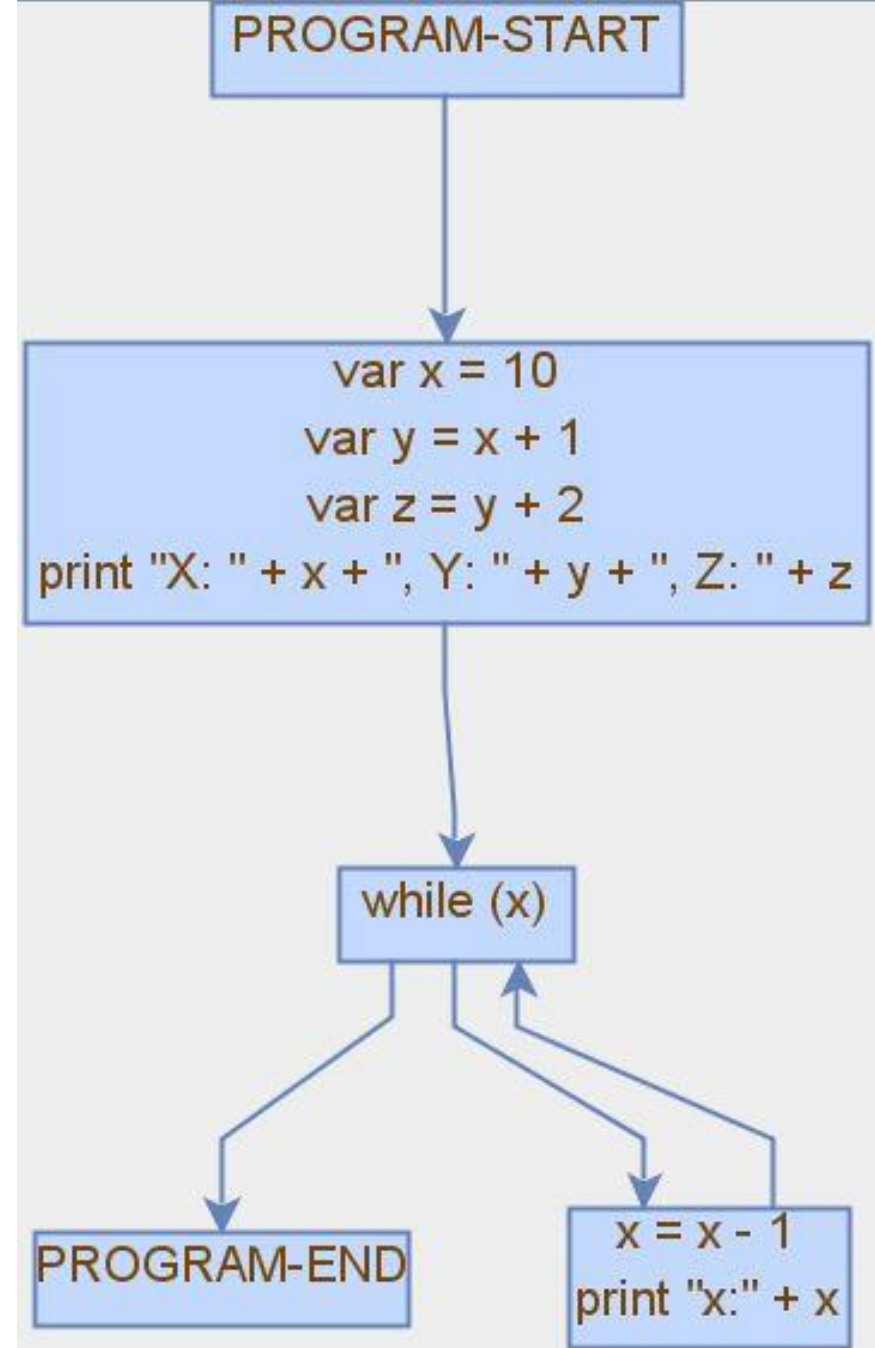 PROGRAM-START
var x = 10
var y = x + 1
var z = y + 2
print "X: " + x + ", Y: " + y + ", Z: " + z
while (x)
PROGRAM-END
x = x - 1
print "x:" + x